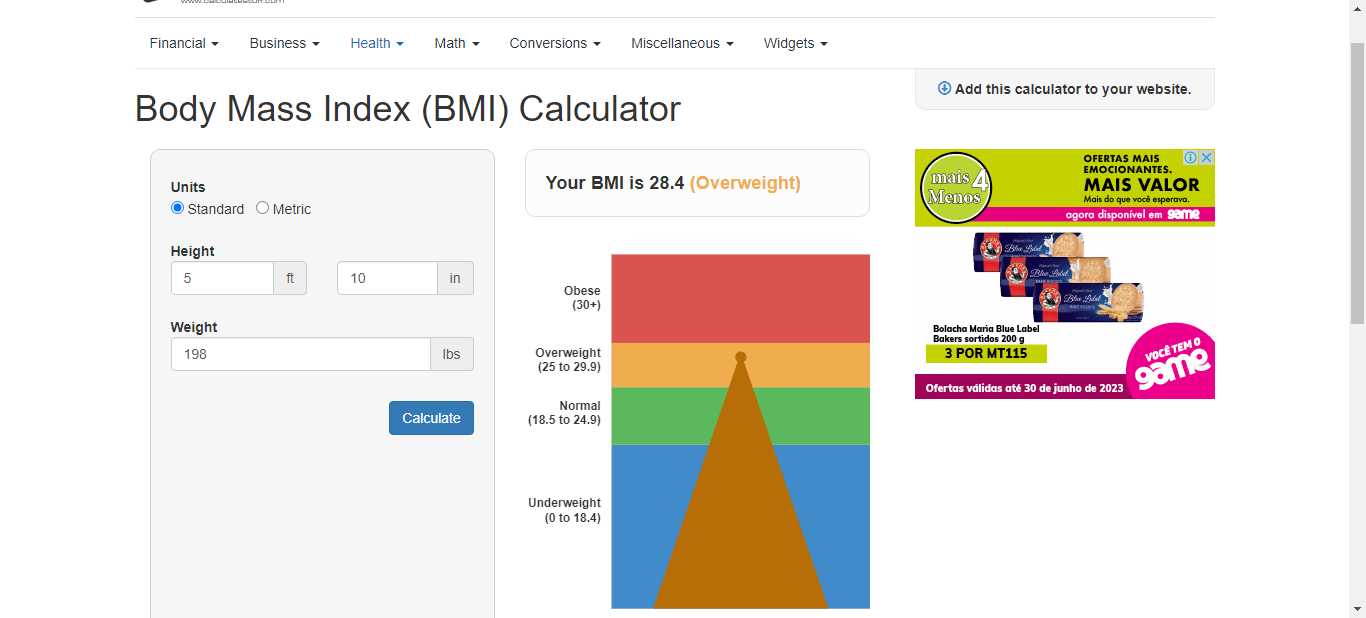 Financial
Business
Health
Math
Conversions
Miscellaneous
Widgets
Add this calculator to your website.
Body Mass Index (BMI) Calculator
Units
Standard
Metric
Height
5
ft
10
in
Weight
198
lbs
Calculate
Your BMI is 28.4 (Overweight)
Obese
(30+)
Overweight
(25 to 29.9)
Normal
(18.5 to 24.9)
Underweight
(0 to 18.4)
mais 4
Menos
OFERTAS MAIS
EMOCIONANTES.
MAIS VALOR
Mais do que você esperava.
agora disponível em game
Blue Label
Blue Label
Blue Label
Bolacha Maria Blue Label
Bakers sortidos 200 g
3 POR MT115
VOCÊ TEM O
game
Ofertas válidas até 30 de junho de 2023